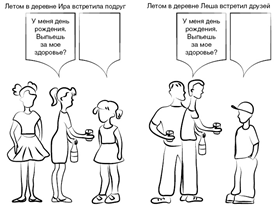 Летом в деревне Ира встретила подруг
У меня день
рождения.
Выпьешь
за мое
здоровье?
Летом в деревне Леша встретил друзей
У меня день
рождения.
Выпьешь
за мое
здоровье?